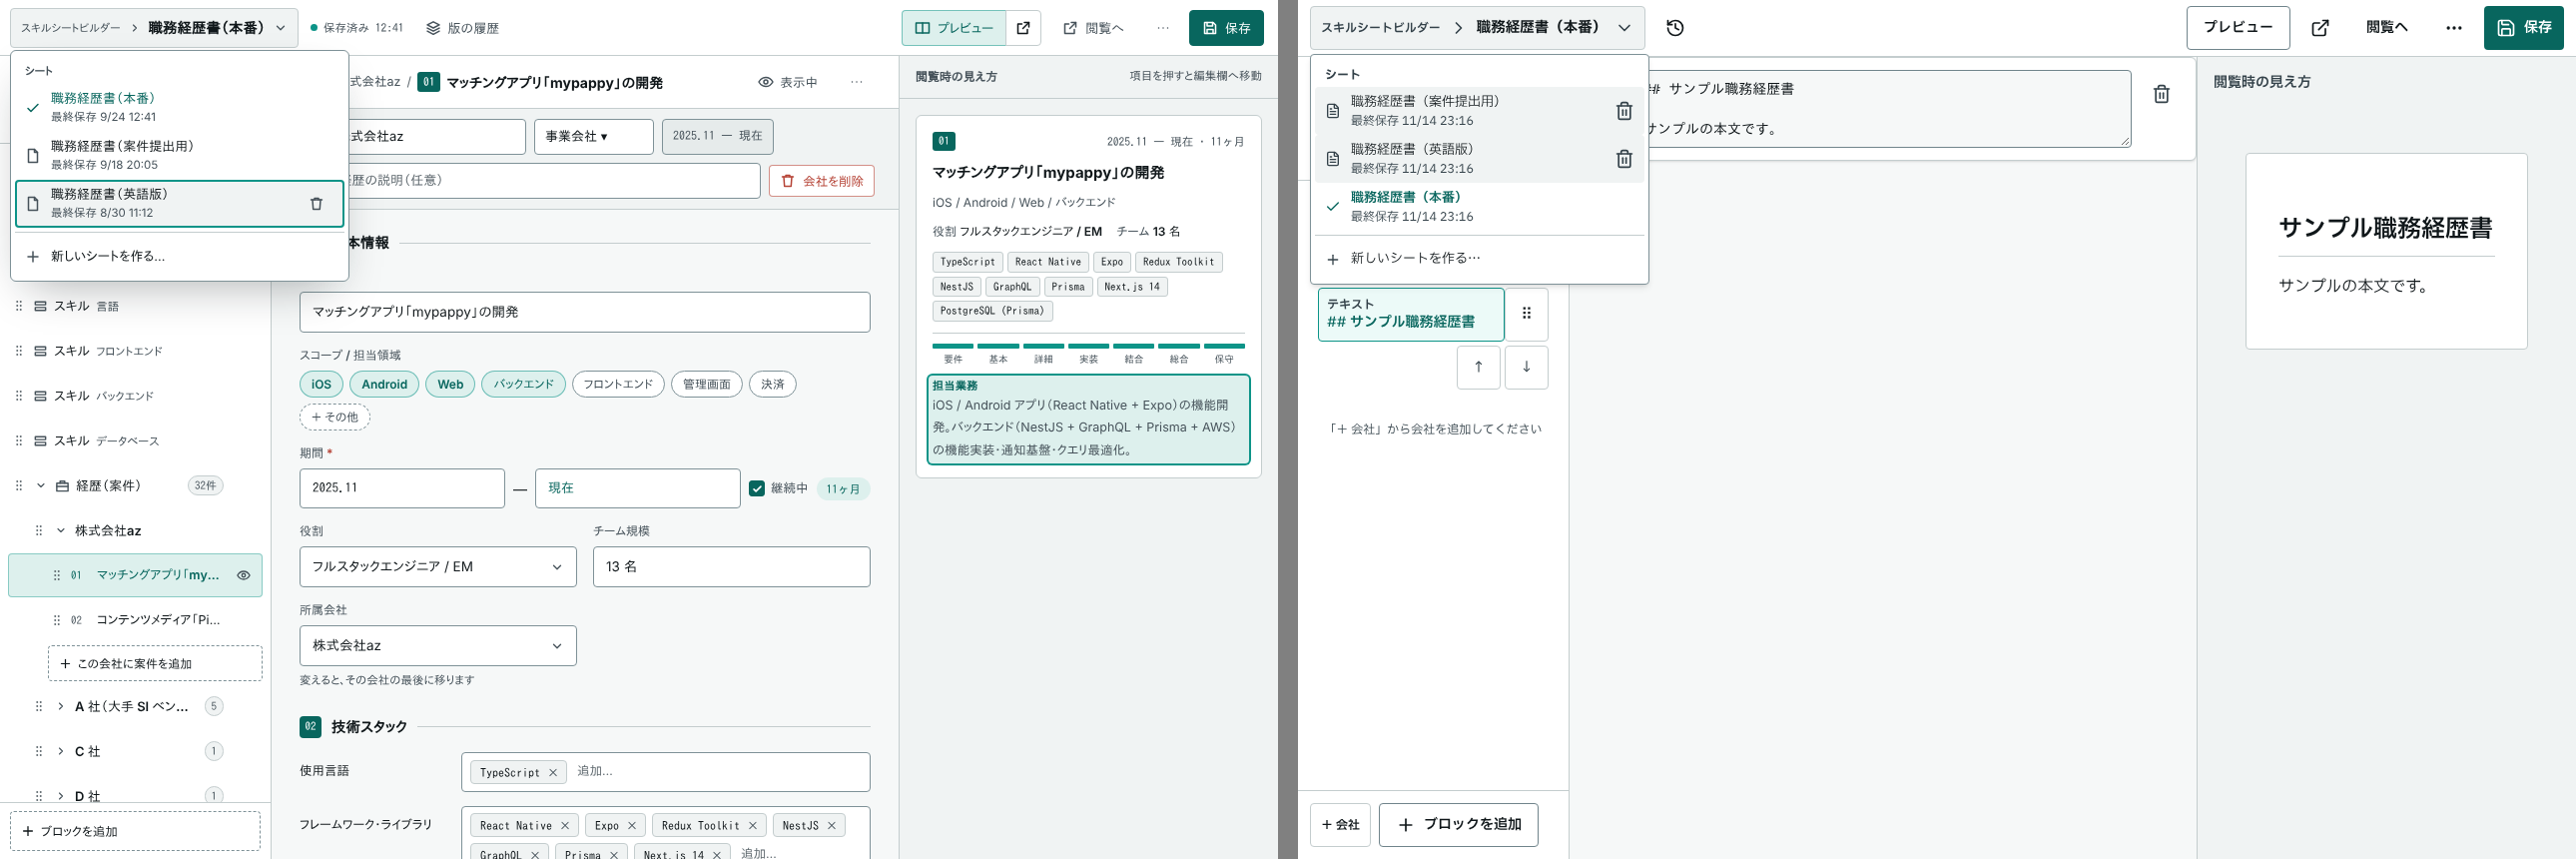 スキルシートビルダー > 職務経歴書（本番）
保存済み 12:41
版の履歴
プレビュー
閲覧へ
…
保存
シート
職務経歴書（本番）
最終保存 9/24 12:41
職務経歴書（案件提出用）
最終保存 9/18 20:05
職務経歴書（英語版）
最終保存 8/30 11:12
新しいシートを作る…
スキル 言語
スキル フロントエンド
スキル バックエンド
スキル データベース
経歴（案件） 32件
株式会社az
01 マッチングアプリ「my…
02 コンテンツメディア「Pi…
+ この会社に案件を追加
A 社（大手 SI ベン… 5
C 社 1
D 社 1
+ ブロックを追加
式会社az / 01 マッチングアプリ「mypappy」の開発
表示中
…
式会社az
事業会社 ▾
2025.11 — 現在
歴の説明（任意）
会社を削除
本情報
マッチングアプリ「mypappy」の開発
スコープ / 担当領域
iOS Android Web バックエンド フロントエンド 管理画面 決済
+ その他
期間 *
2025.11 — 現在 継続中 11ヶ月
役割 チーム規模
フルスタックエンジニア / EM 13 名
所属会社
株式会社az
変えると、その会社の最後に移ります
02 技術スタック
使用言語 TypeScript × 追加…
フレームワーク・ライブラリ React Native × Expo × Redux Toolkit × NestJS ×
GraphQL × Prisma × Next.js 14 × 追加…
閲覧時の見え方 項目を押すと編集欄へ移動
01 2025.11 — 現在 ・ 11ヶ月
マッチングアプリ「mypappy」の開発
iOS / Android / Web / バックエンド
役割 フルスタックエンジニア / EM チーム 13 名
TypeScript React Native Expo Redux Toolkit
NestJS GraphQL Prisma Next.js 14
PostgreSQL (Prisma)
要件 基本 詳細 実装 結合 総合 保守
担当業務
iOS / Android アプリ（React Native + Expo）の機能開
発。バックエンド（NestJS + GraphQL + Prisma + AWS）
の機能実装・通知基盤・クエリ最適化。
スキルシートビルダー > 職務経歴書（本番）
プレビュー
閲覧へ
…
保存
シート
職務経歴書（案件提出用）
最終保存 11/14 23:16
職務経歴書（英語版）
最終保存 11/14 23:16
職務経歴書（本番）
最終保存 11/14 23:16
新しいシートを作る…
## サンプル職務経歴書
サンプルの本文です。
テキスト
## サンプル職務経歴書
↑ ↓
「＋ 会社」から会社を追加してください
+ 会社
+ ブロックを追加
閲覧時の見え方
サンプル職務経歴書
サンプルの本文です。